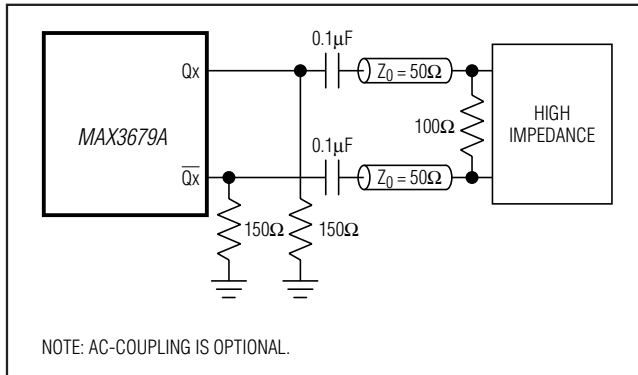 0.1μF
Qx
Z0 = 50Ω
MAX3679A
100Ω
HIGH
IMPEDANCE
0.1μF
Qx
Z0 = 50Ω
150Ω
150Ω
NOTE: AC-COUPLING IS OPTIONAL.